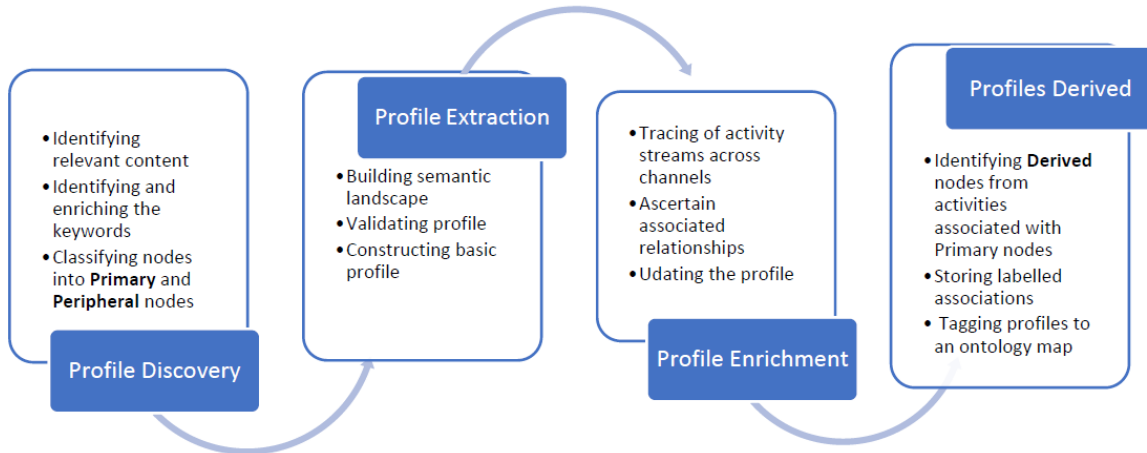 • Identifying
relevant content
• Identifying and
enriching the
keywords
• Classifying nodes
into Primary and
Peripheral nodes
Profile Discovery
Profile Extraction
• Building semantic
landscape
• Validating profile
• Constructing basic
profile
• Tracing of activity
streams across
channels
• Ascertain
associated
relationships
• Udating the profile
Profile Enrichment
Profiles Derived
• Identifying Derived
nodes from
activities
associated with
Primary nodes
• Storing labelled
associations
• Tagging profiles to
an ontology map